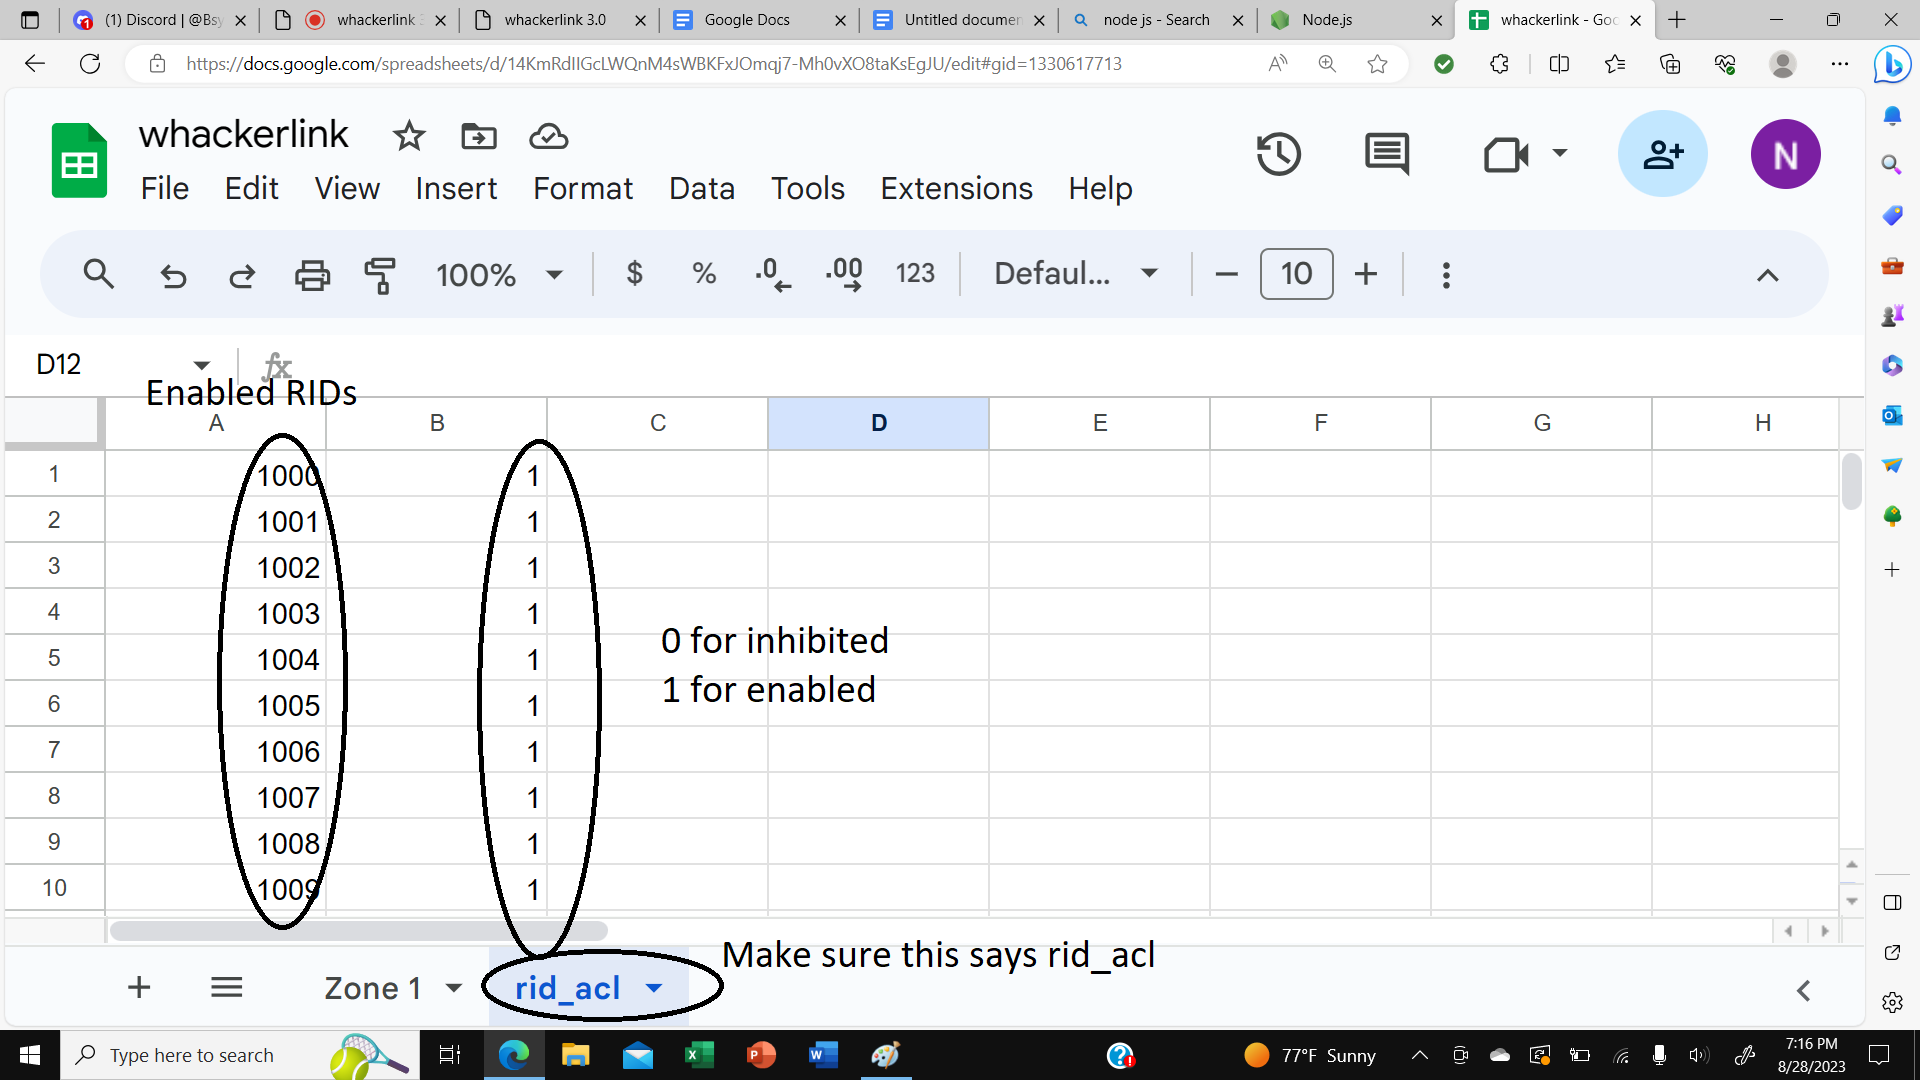 (1) Discord | @Bsy
whackerlink 3
whackerlink 3.0
Google Docs
Untitled documen
node js - Search
Node.js
whackerlink - Goo
https://docs.google.com/spreadsheets/d/14KmRdIIGcLWQnM4sWBKFxJOmqj7-Mh0vXO8taKsEgJU/edit#gid=1330617713
whackerlink
File Edit View Insert Format Data Tools Extensions Help
N
100% $ % .0 .00 123 Defaul... − 10 +
D12 fx
Enabled RIDs
A B C D E F G H
1 1000 1
2 1001 1
3 1002 1
4 1003 1
5 1004 1
6 1005 1
7 1006 1
8 1007 1
9 1008 1
10 1009 1
0 for inhibited
1 for enabled
Make sure this says rid_acl
Zone 1 rid_acl
Type here to search
77°F Sunny
7:16 PM
8/28/2023